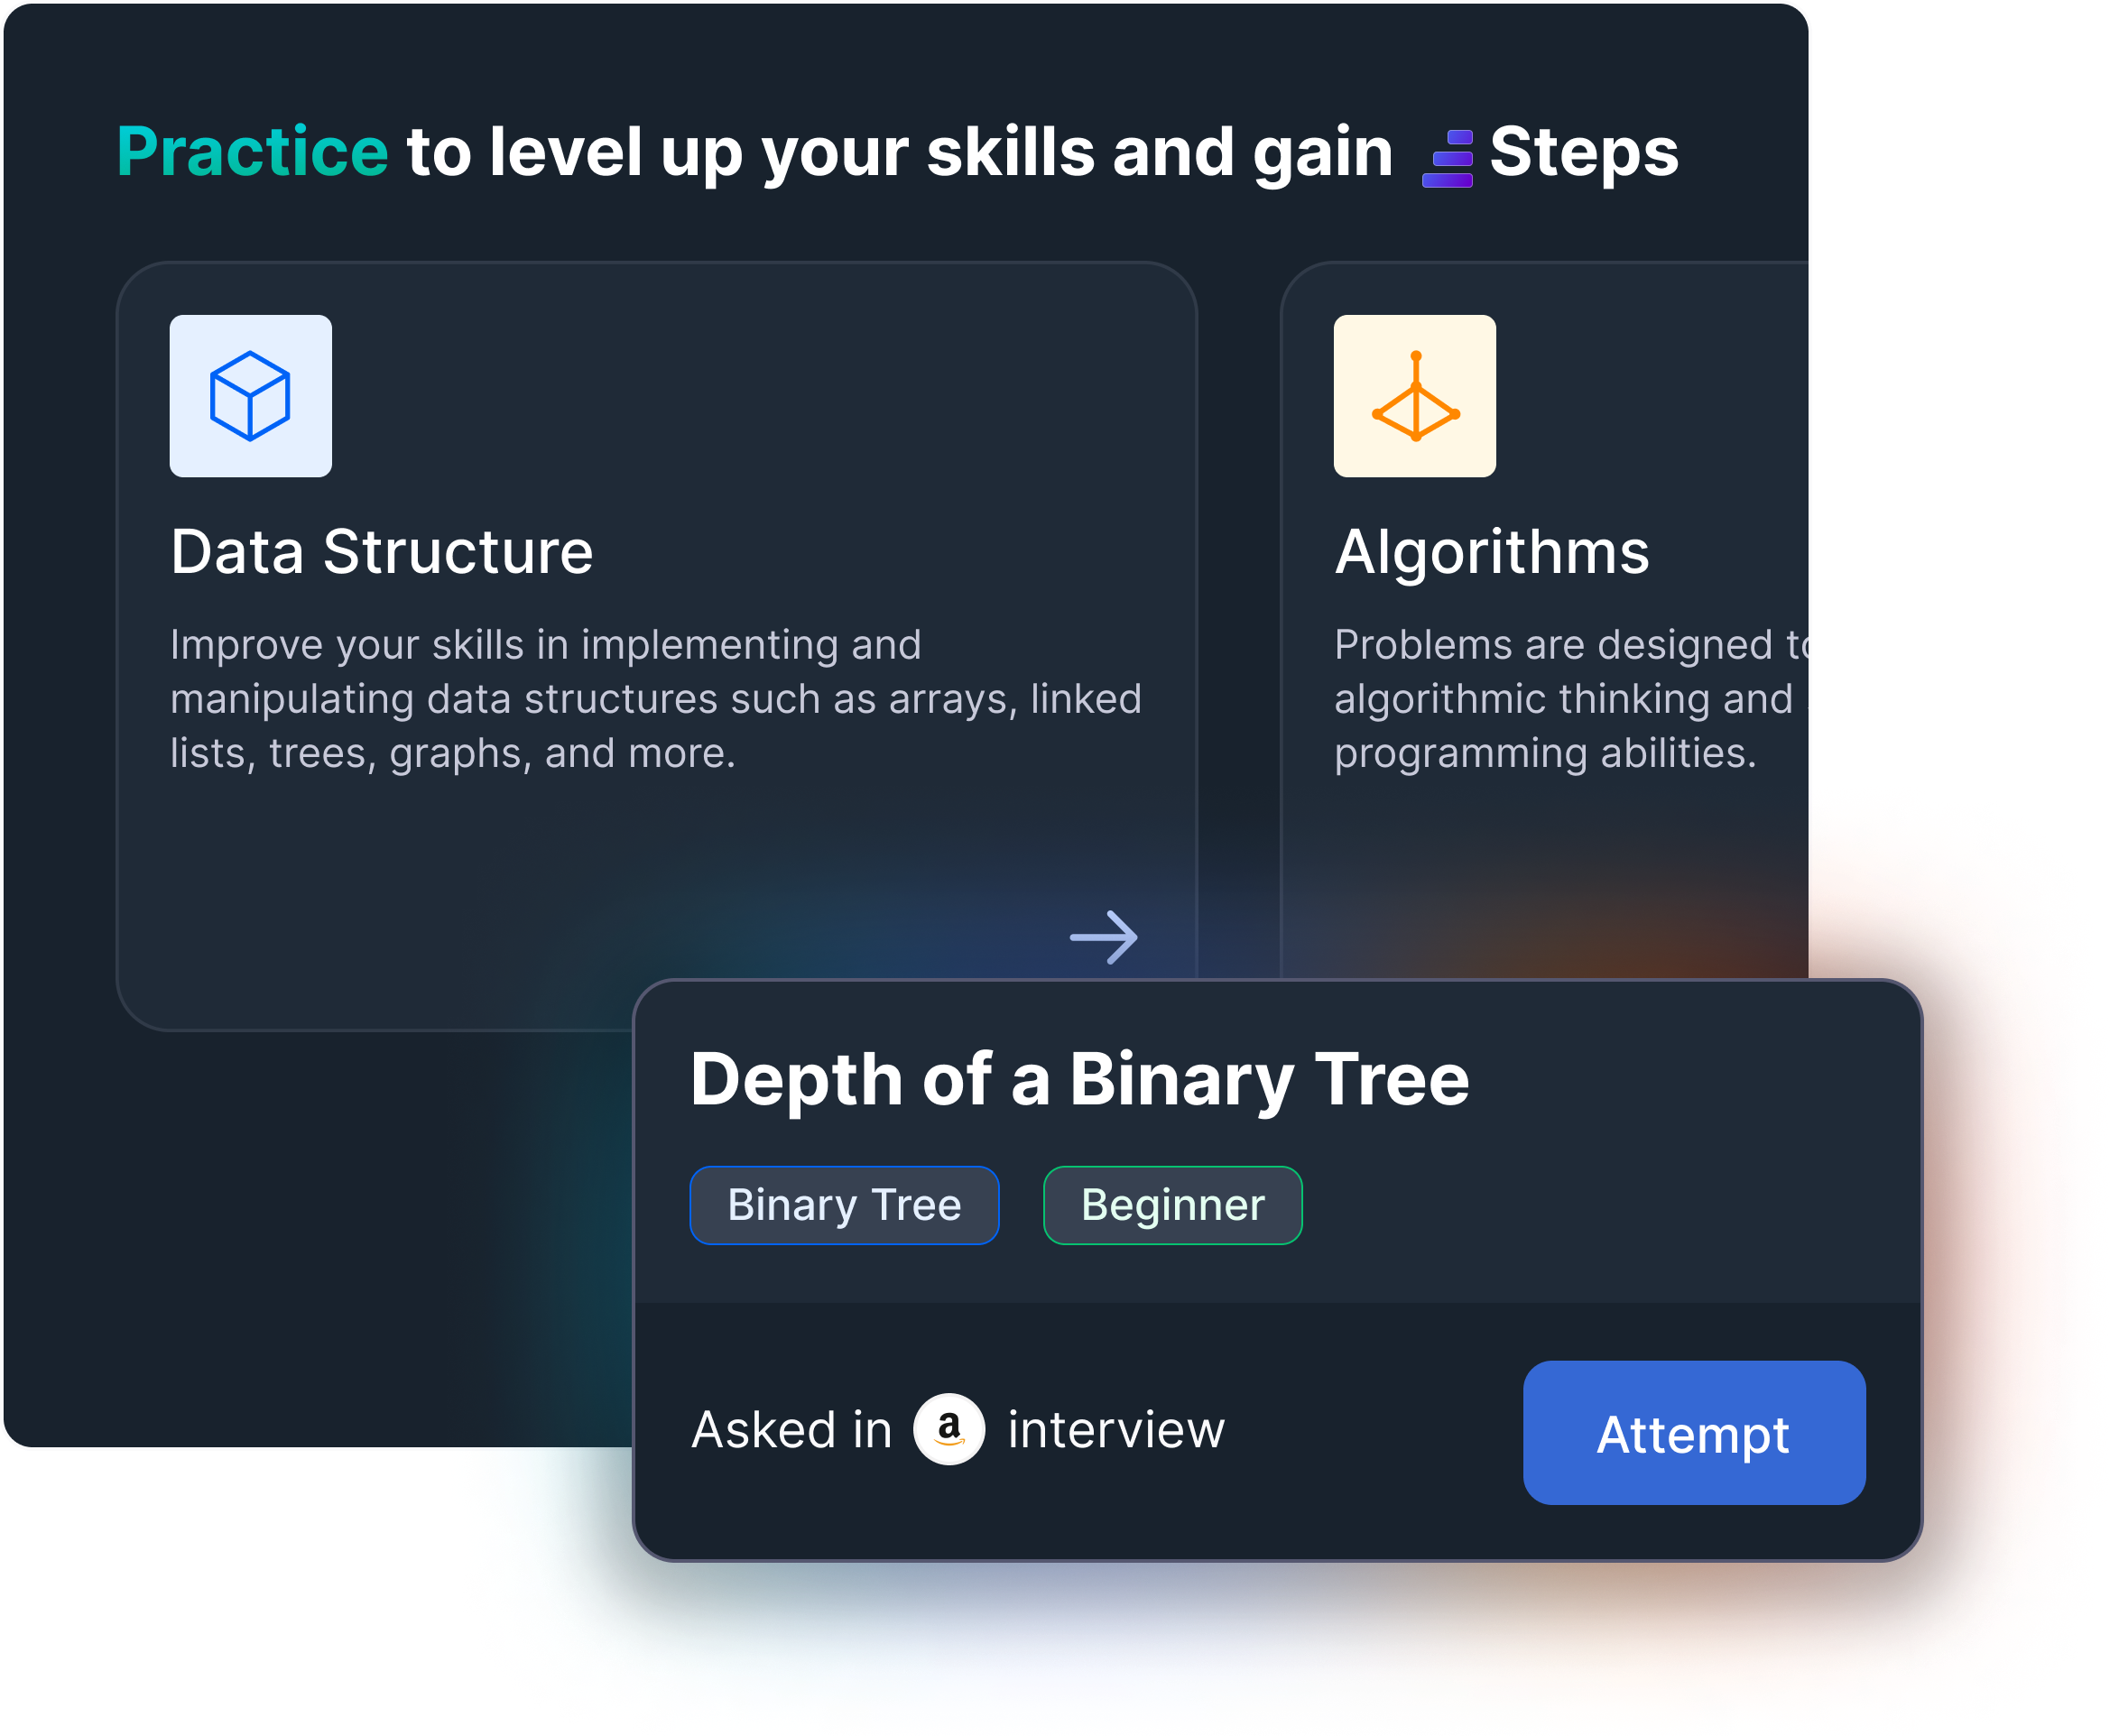 Practice to level up your skills and gain Steps
Data Structure
Improve your skills in implementing and
manipulating data structures such as arrays, linked
lists, trees, graphs, and more.
Algorithms
Problems are designed to
algorithmic thinking and
programming abilities.
Depth of a Binary Tree
Binary Tree
Beginner
Asked in a interview
Attempt